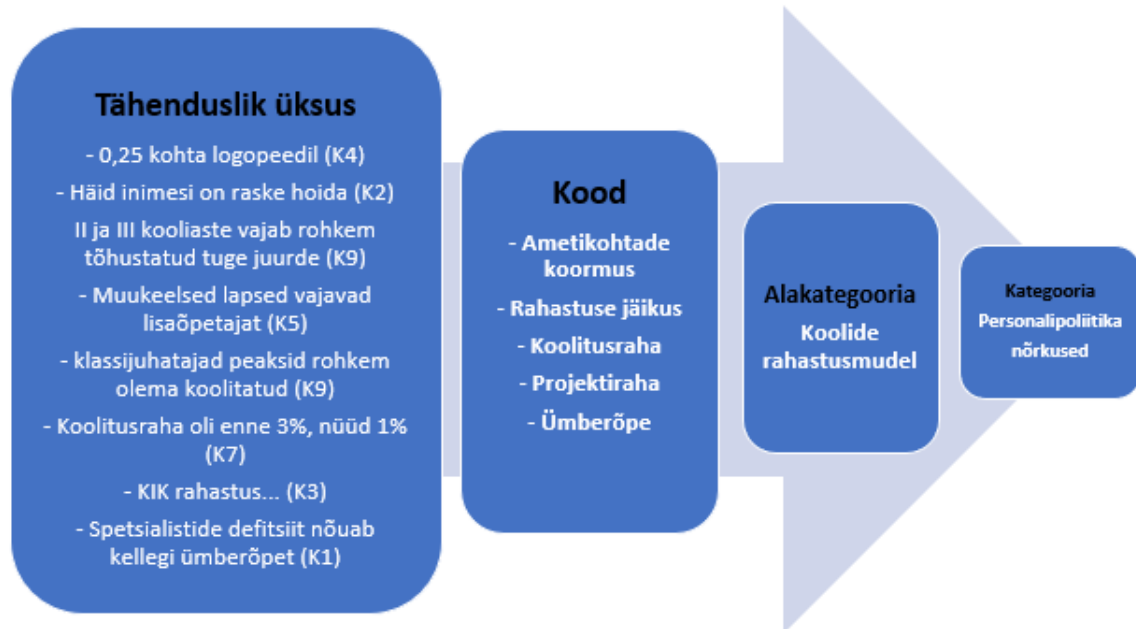 Tähenduslik üksus
- 0,25 kohta logopeedil (K4)
- Häid inimesi on raske hoida (K2)
II ja III kooliaste vajab rohkem
tõhustatud tuge juurde (K9)
- Muukeelsed lapsed vajavad
lisaõpetajat (K5)
- klassijuhatajad peaksid rohkem
olema koolitatud (K9)
- Koolitusraha oli enne 3%, nüüd 1%
(K7)
- KIK rahastus... (K3)
- Spetsialistide defitsiit nõuab
kellegi ümberõpet (K1)
Kood
- Ametikohtade
koormus
- Rahastuse jäikus
- Koolitusraha
- Projektiraha
- Ümberõpe
Alakategooria
Koolide
rahastusmudel
Kategooria
Personalipoliitika
nõrkused